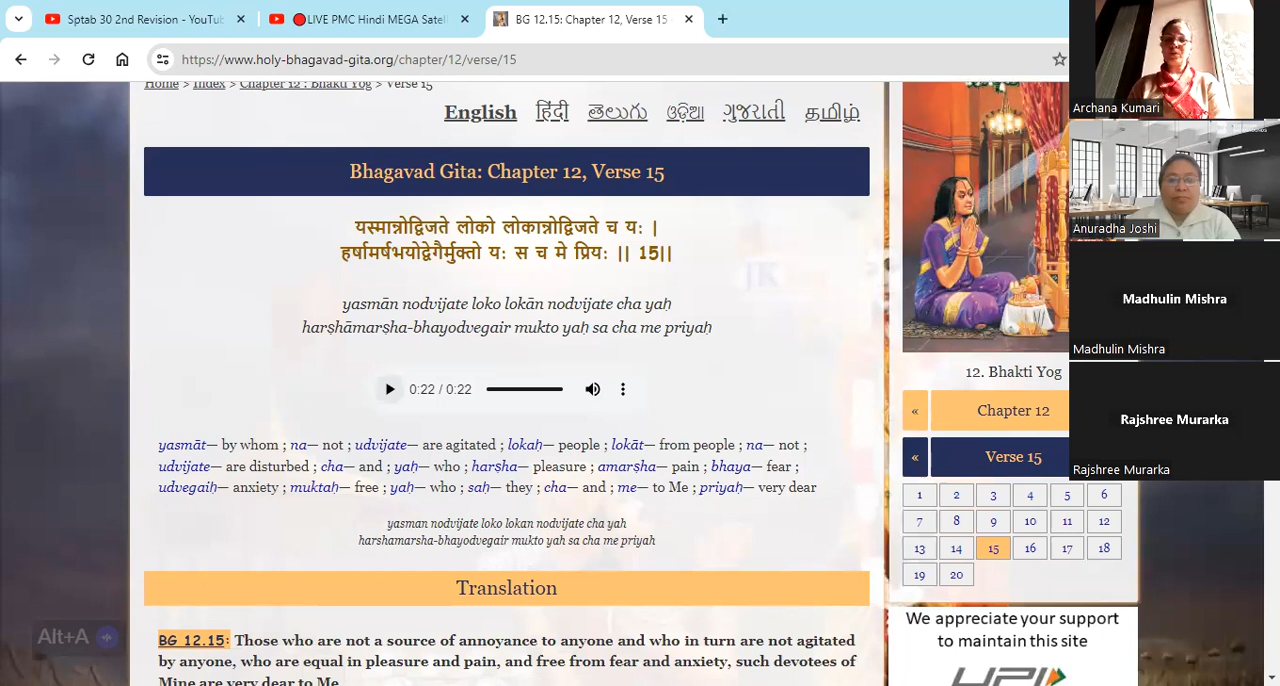 Sptab 30 2nd Revision - YouTu
LIVE PMC Hindi MEGA Satel
BG 12.15: Chapter 12, Verse 15
https://www.holy-bhagavad-gita.org/chapter/12/verse/15
Home > Index > Chapter 12 : Bhakti Yog > Verse 15
English हिंदी తెలుగు ଓଡ଼ିଆ ગુજરાતી தமிழ்
Bhagavad Gita: Chapter 12, Verse 15
यस्मान्नोद्विजते लोको लोकान्नोद्विजते च य: |
हर्षामर्षभयोद्वेगैर्मुक्तो य: स च मे प्रिय: || 15||
JK
yasmān nodvijate loko lokān nodvijate cha yaḥ
harṣhāmarṣha-bhayodvegair mukto yaḥ sa cha me priyaḥ
0:22 / 0:22
yasmāt— by whom ; na— not ; udvijate— are agitated ; lokaḥ— people ; lokāt— from people ; na— not ;
udvijate— are disturbed ; cha— and ; yaḥ— who ; harṣha— pleasure ; amarṣha— pain ; bhaya— fear ;
udvegaiḥ— anxiety ; muktaḥ— free ; yaḥ— who ; saḥ— they ; cha— and ; me— to Me ; priyaḥ— very dear
yasman nodvijate loko lokan nodvijate cha yah
harshamarsha-bhayodvegair mukto yah sa cha me priyah
Translation
BG 12.15: Those who are not a source of annoyance to anyone and who in turn are not agitated
by anyone, who are equal in pleasure and pain, and free from fear and anxiety, such devotees of
Mine are very dear to Me.
Alt+A
12. Bhakti Yog
« Chapter 12
« Verse 15
1 2 3 4 5 6
7 8 9 10 11 12
13 14 15 16 17 18
19 20
We appreciate your support
to maintain this site
UPI
Archana Kumari
Anuradha Joshi
Madhulin Mishra
Madhulin Mishra
Rajshree Murarka
Rajshree Murarka